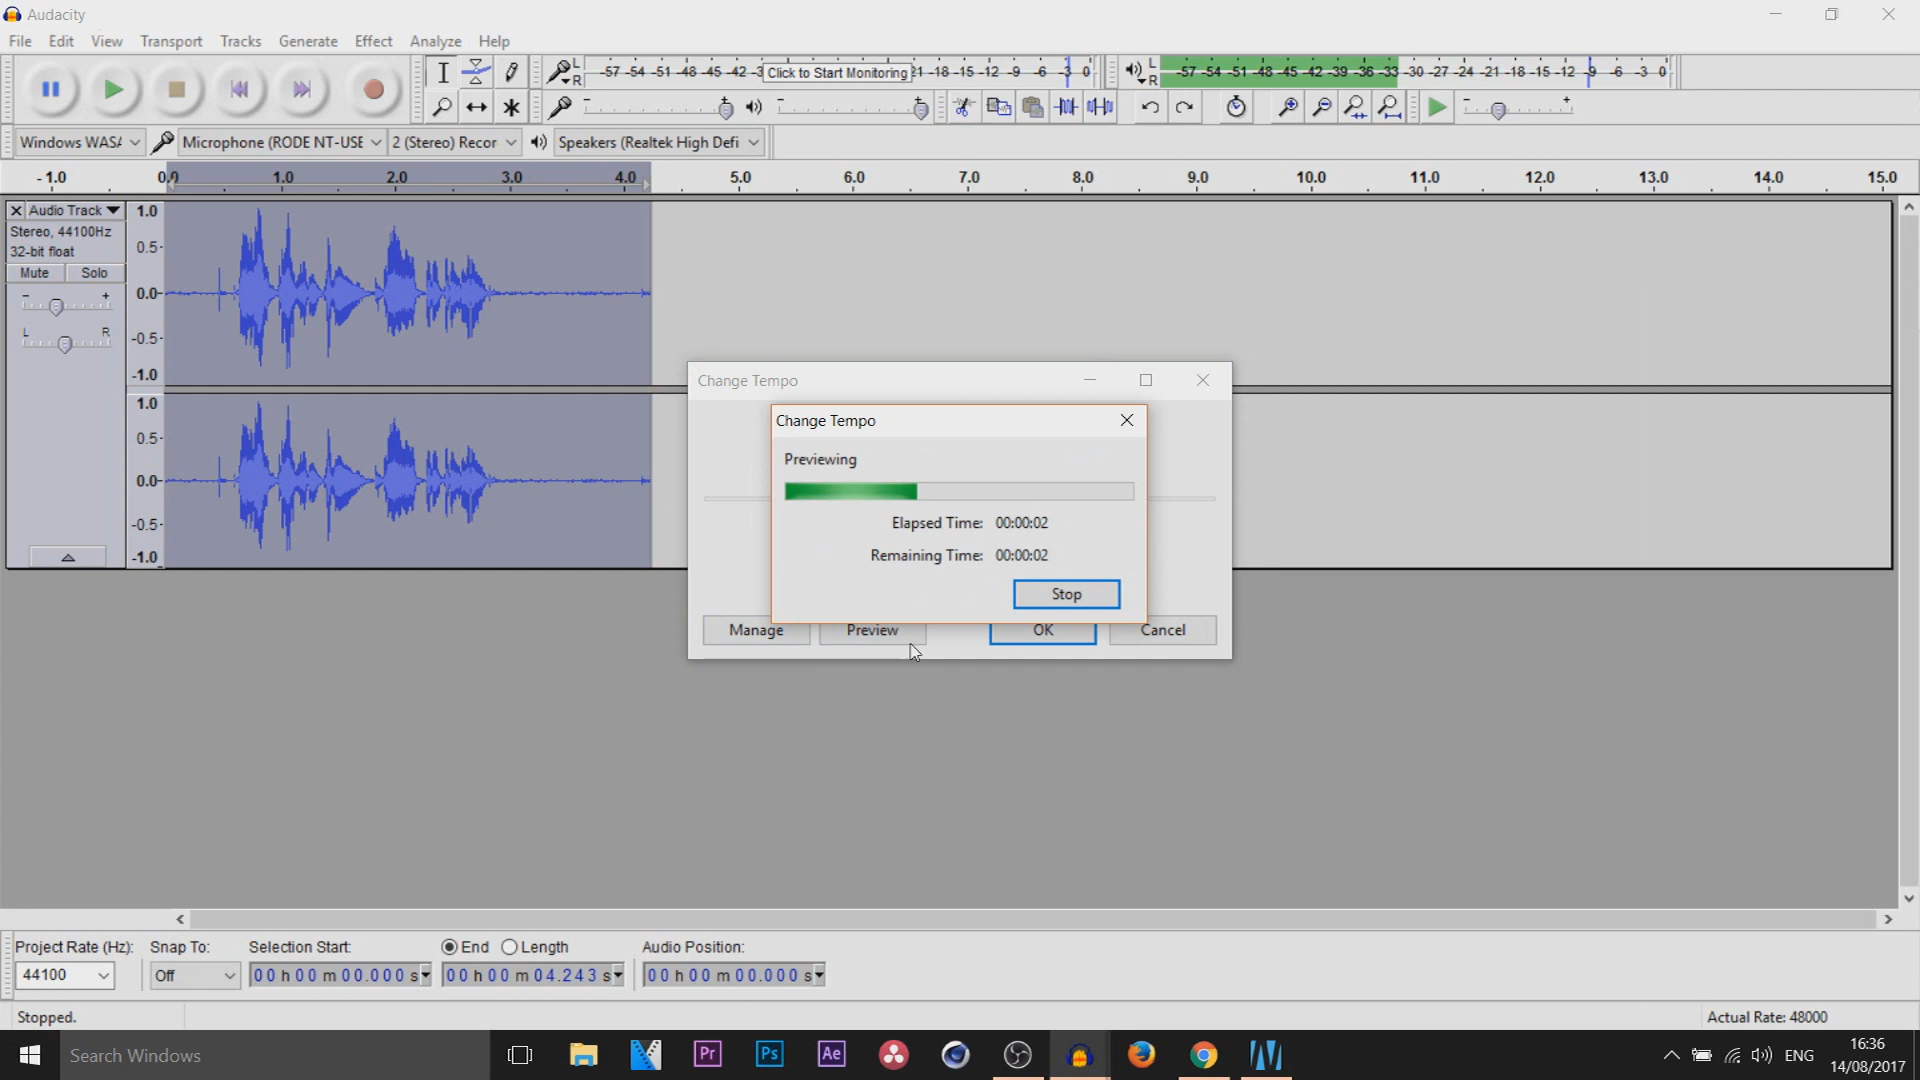 Audacity
File Edit View Transport Tracks Generate Effect Analyze Help
L
R
-57 -54 -51 -48 -45 -42 -3 Click to Start Monitoring 21 -18 -15 -12 -9 -6 -3 0
L
R
-57 -54 -51 -48 -45 -42 -39 -36 -33 -30 -27 -24 -21 -18 -15 -12 -9 -6 -3 0
- + - + - +
Windows WASA Microphone (RODE NT-USE 2 (Stereo) Recor Speakers (Realtek High Defi
-1.0 0.0 1.0 2.0 3.0 4.0 5.0 6.0 7.0 8.0 9.0 10.0 11.0 12.0 13.0 14.0 15.0
Audio Track
Stereo, 44100Hz
32-bit float
Mute Solo
- +
L R
1.0
0.5
0.0
-0.5
-1.0
1.0
0.5
0.0
-0.5
-1.0
Change Tempo
Change Tempo
Previewing
Elapsed Time: 00:00:02
Remaining Time: 00:00:02
Stop
Manage Preview OK Cancel
Project Rate (Hz): Snap To: Selection Start: End Length Audio Position:
44100 Off 00 h 00 m 00.000 s 00 h 00 m 04.243 s 00 h 00 m 00.000 s
Stopped.
Actual Rate: 48000
Search Windows
Pr
Ps
Ae
ENG
16:36
14/08/2017